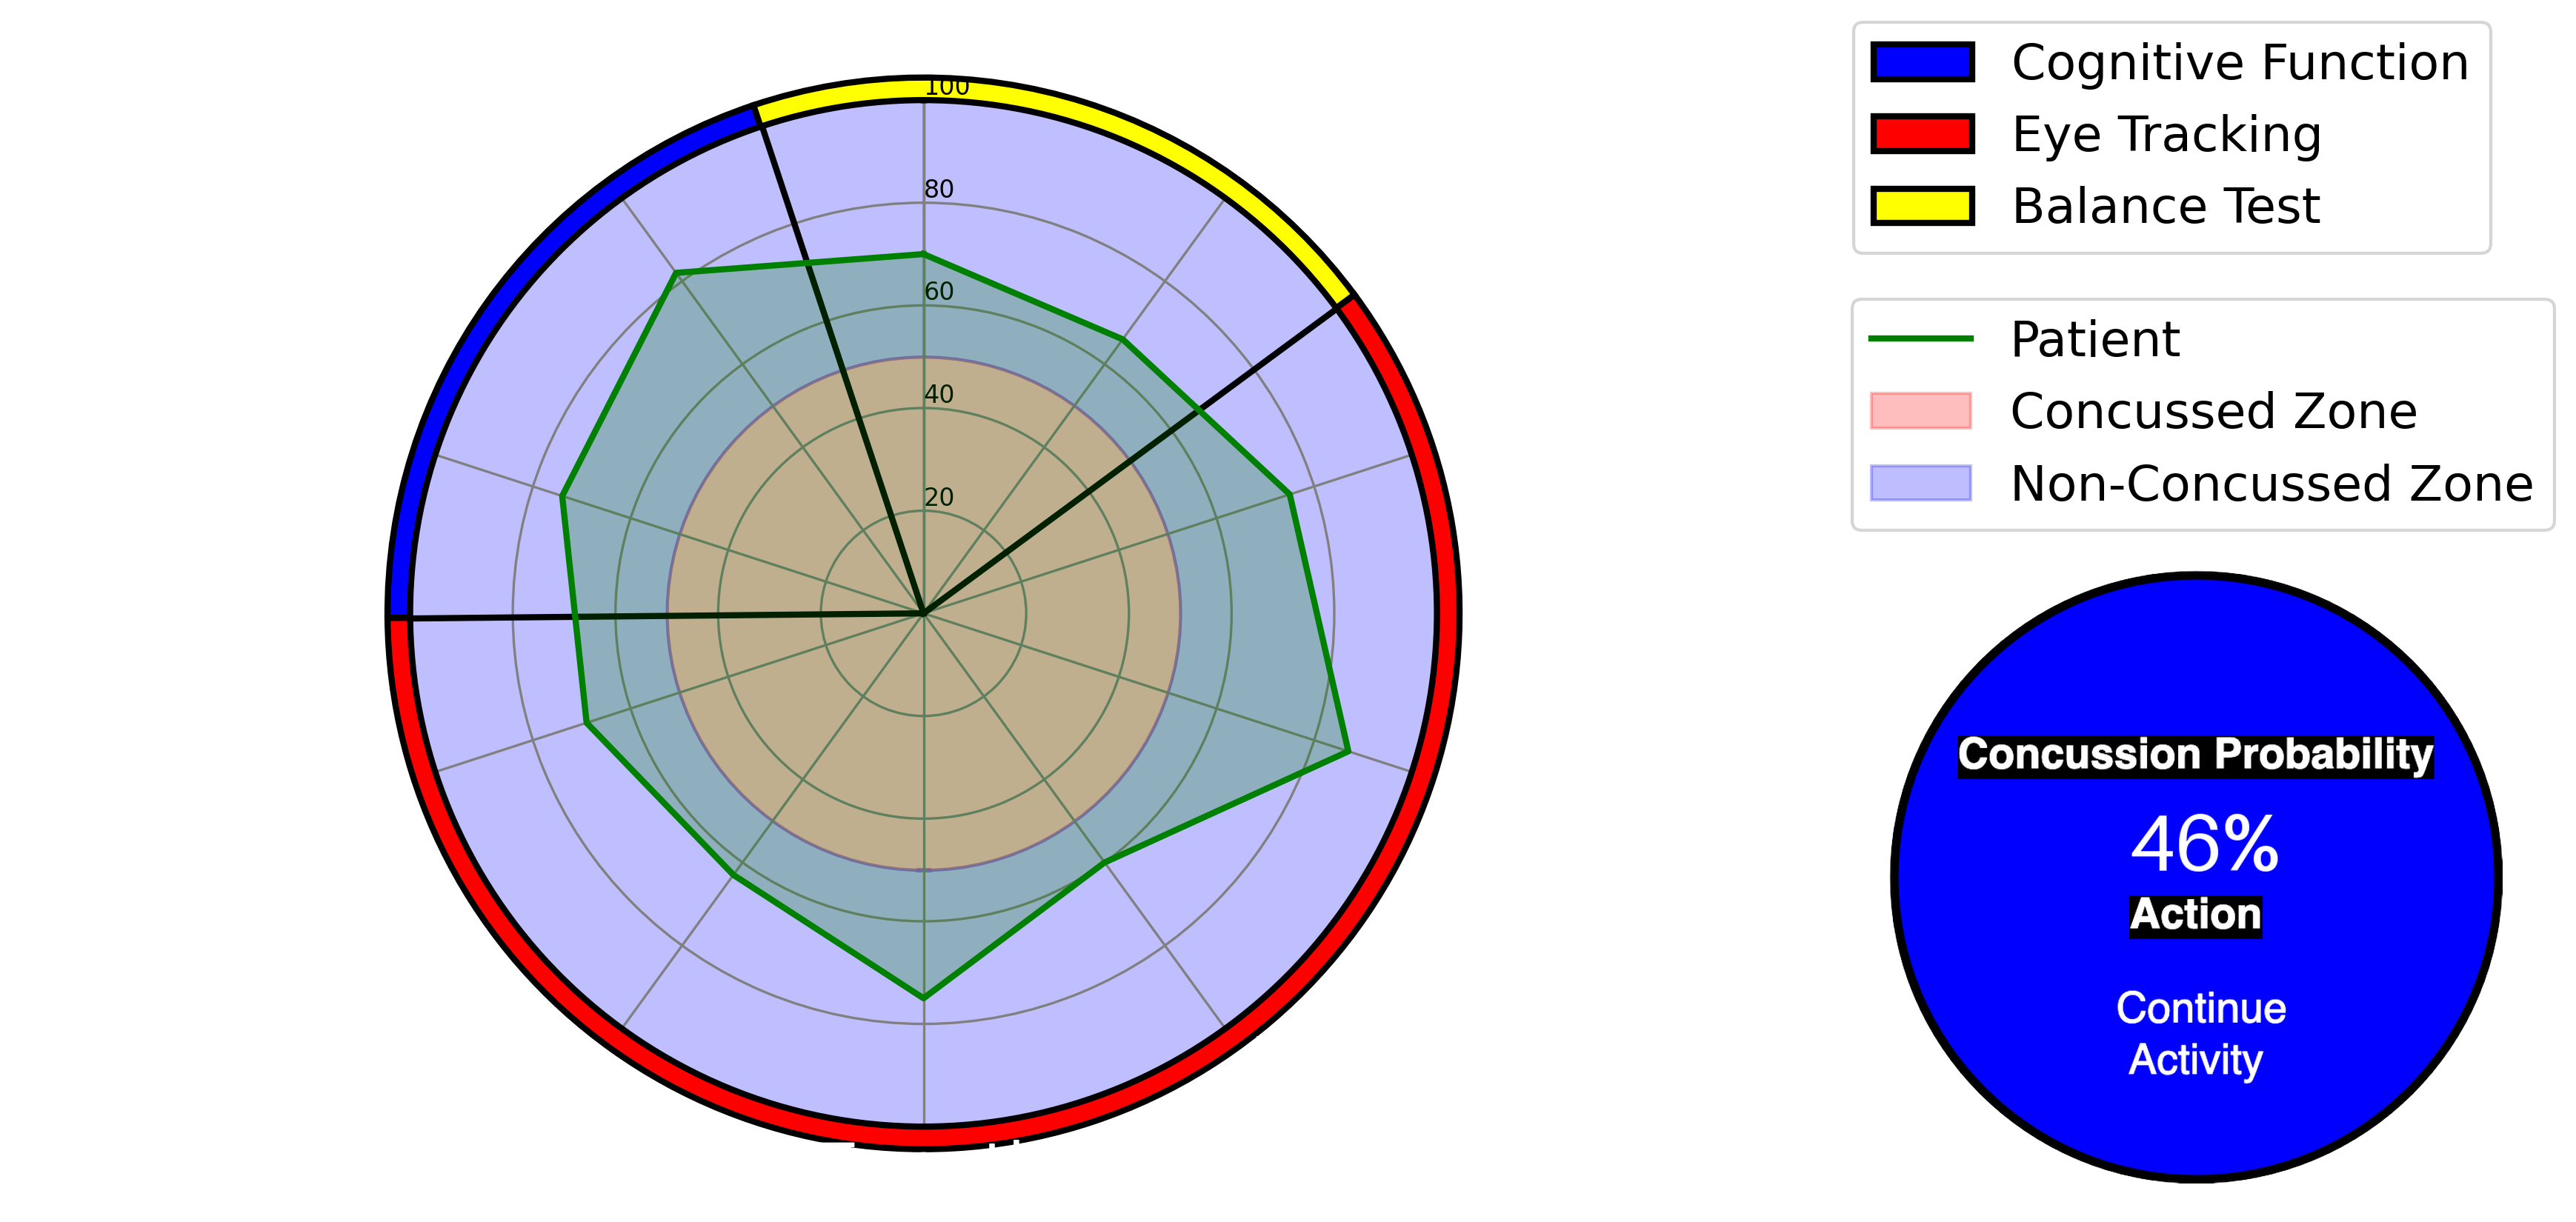 100
80
60
40
20
Cognitive Function
Eye Tracking
Balance Test
Patient
Concussed Zone
Non-Concussed Zone
Concussion Probability
46%
Action
Continue
Activity